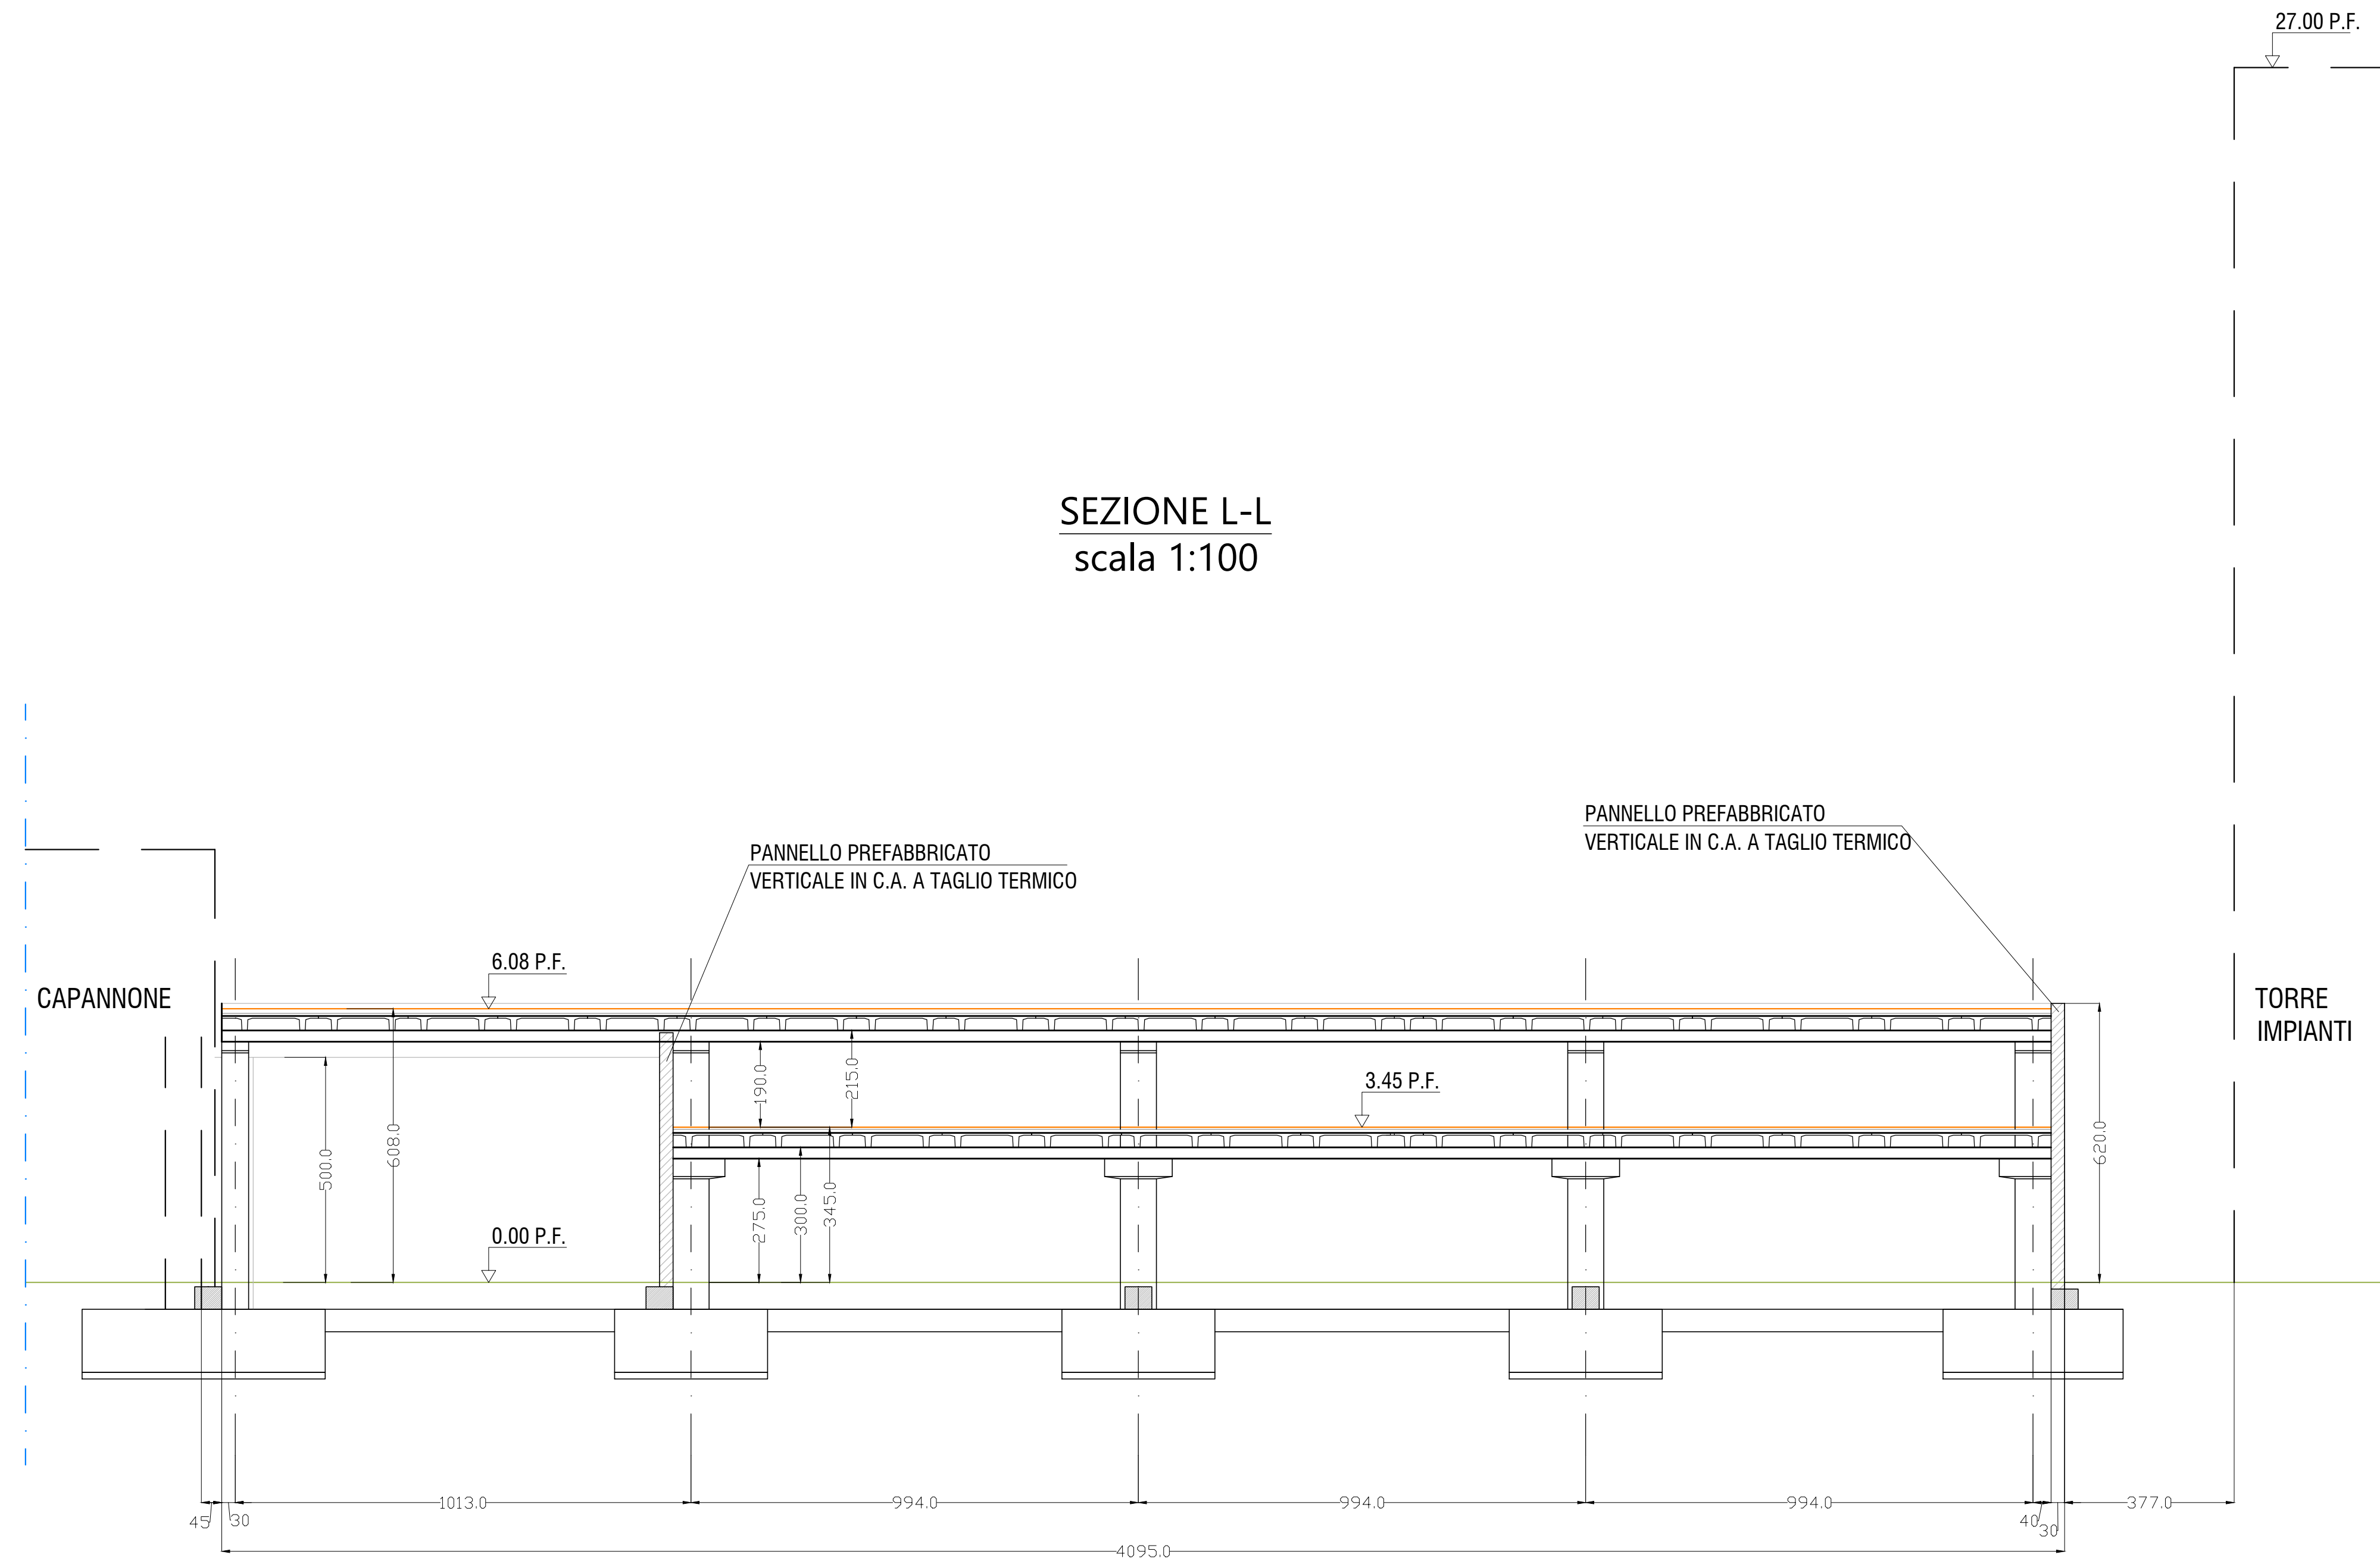 27.00 P.F.
SEZIONE L-L
scala 1:100
PANNELLO PREFABBRICATO
VERTICALE IN C.A. A TAGLIO TERMICO
PANNELLO PREFABBRICATO
VERTICALE IN C.A. A TAGLIO TERMICO
6.08 P.F.
CAPANNONE
TORRE
IMPIANTI
3.45 P.F.
190.0
215.0
500.0
608.0
620.0
275.0
300.0
345.0
0.00 P.F.
1013.0
994.0
994.0
994.0
377.0
45
30
40
30
4095.0